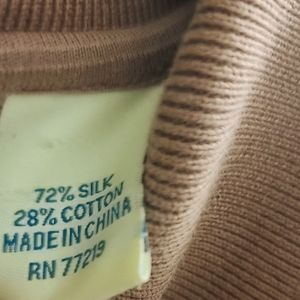 72% SILK
28% COTTON
MADE IN CHINA
RN 77219